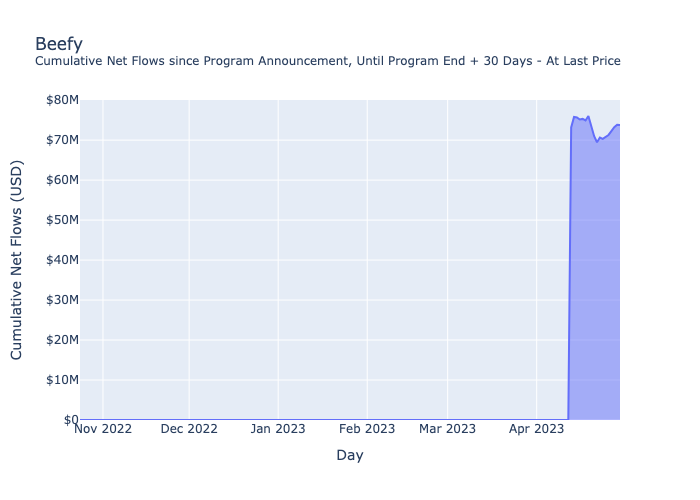 Beefy
Cumulative Net Flows since Program Announcement, Until Program End + 30 Days - At Last Price
$80M
$70M
$60M
$50M
$40M
$30M
$20M
$10M
$0
Cumulative Net Flows (USD)
Nov 2022 Dec 2022 Jan 2023 Feb 2023 Mar 2023 Apr 2023
Day